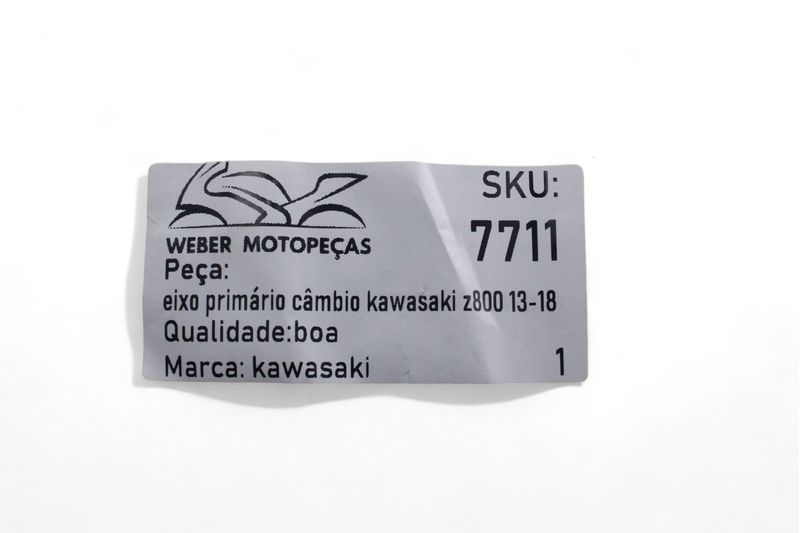 WEBER MOTOPEÇAS
SKU:
7711
Peça:
eixo primário câmbio kawasaki z800 13-18
Qualidade:boa
Marca: kawasaki
1